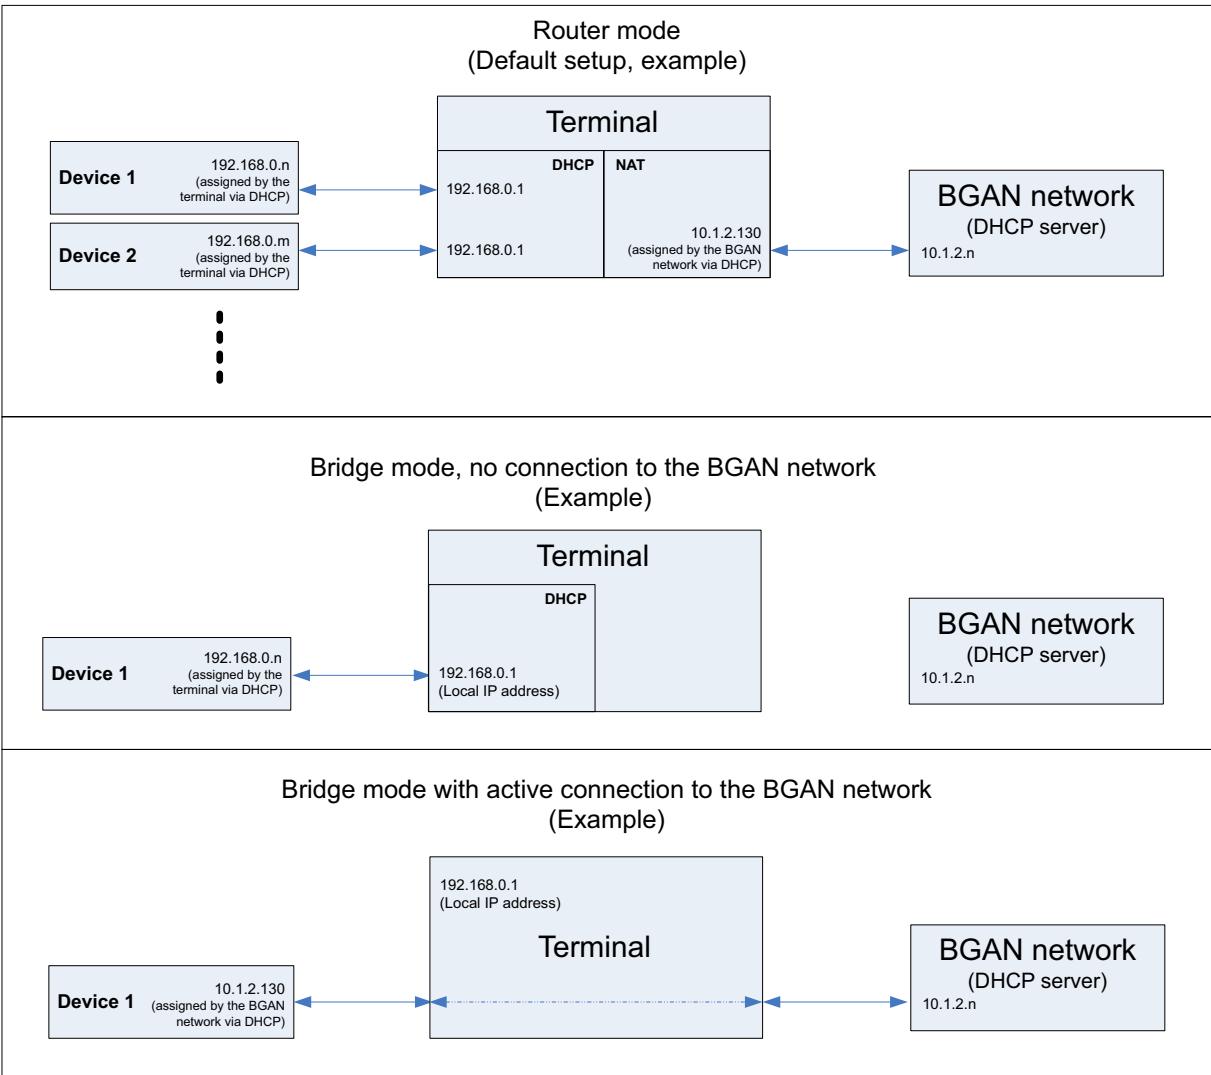 Router mode
(Default setup, example)
Terminal
DHCP
NAT
Device 1
192.168.0.n
(assigned by the
terminal via DHCP)
192.168.0.1
Device 2
192.168.0.m
(assigned by the
terminal via DHCP)
192.168.0.1
10.1.2.130
(assigned by the BGAN
network via DHCP)
BGAN network
(DHCP server)
10.1.2.n
Bridge mode, no connection to the BGAN network
(Example)
Terminal
DHCP
Device 1
192.168.0.n
(assigned by the
terminal via DHCP)
192.168.0.1
(Local IP address)
BGAN network
(DHCP server)
10.1.2.n
Bridge mode with active connection to the BGAN network
(Example)
192.168.0.1
(Local IP address)
Terminal
Device 1
10.1.2.130
(assigned by the BGAN
network via DHCP)
BGAN network
(DHCP server)
10.1.2.n